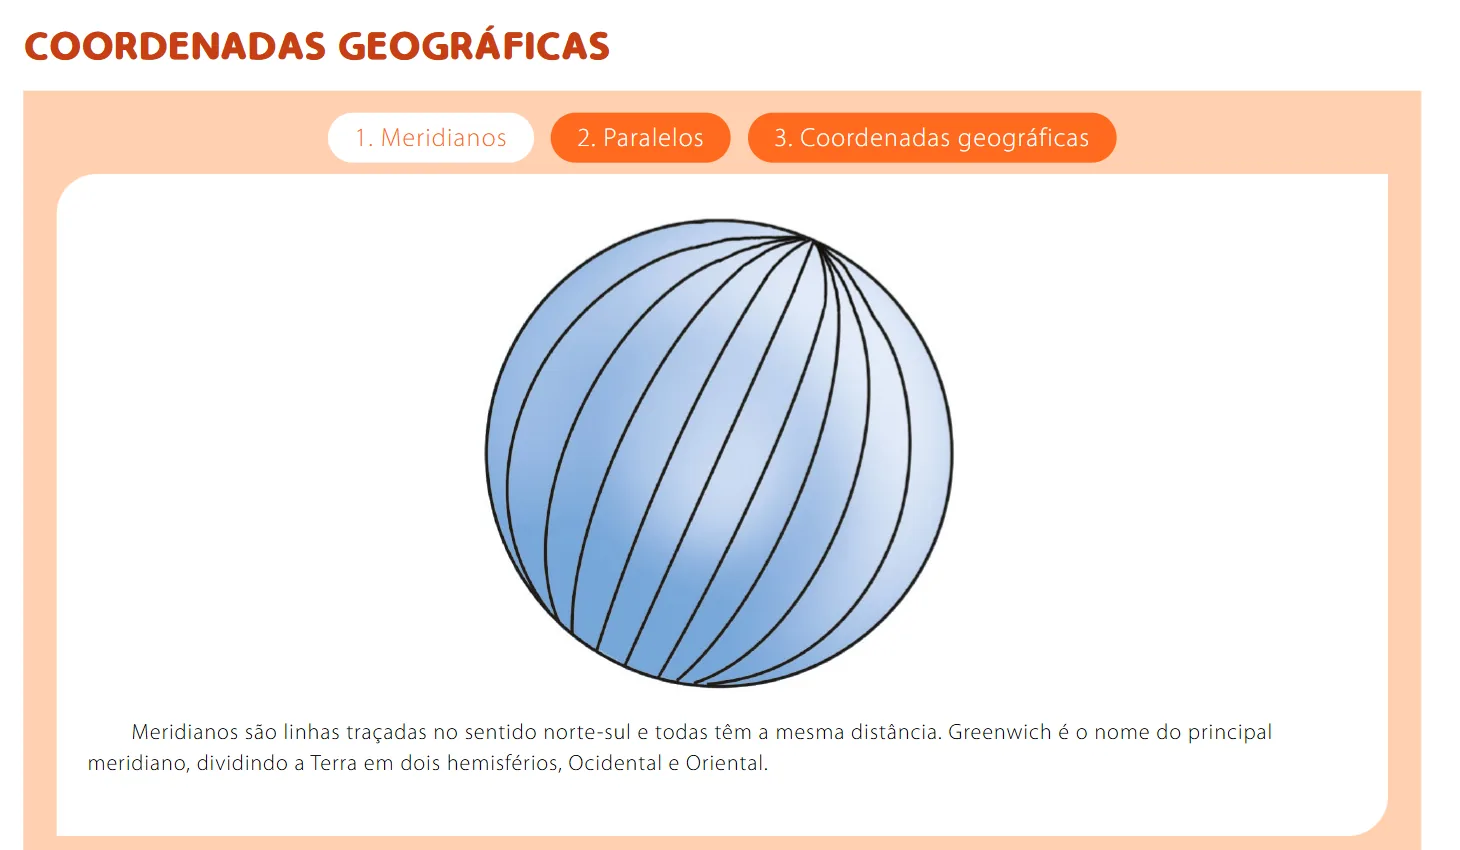 COORDENADAS GEOGRÁFICAS
1. Meridianos
2. Paralelos
3. Coordenadas geográficas
Meridianos são linhas traçadas no sentido norte-sul e todas têm a mesma distância. Greenwich é o nome do principal
meridiano, dividindo a Terra em dois hemisférios, Ocidental e Oriental.